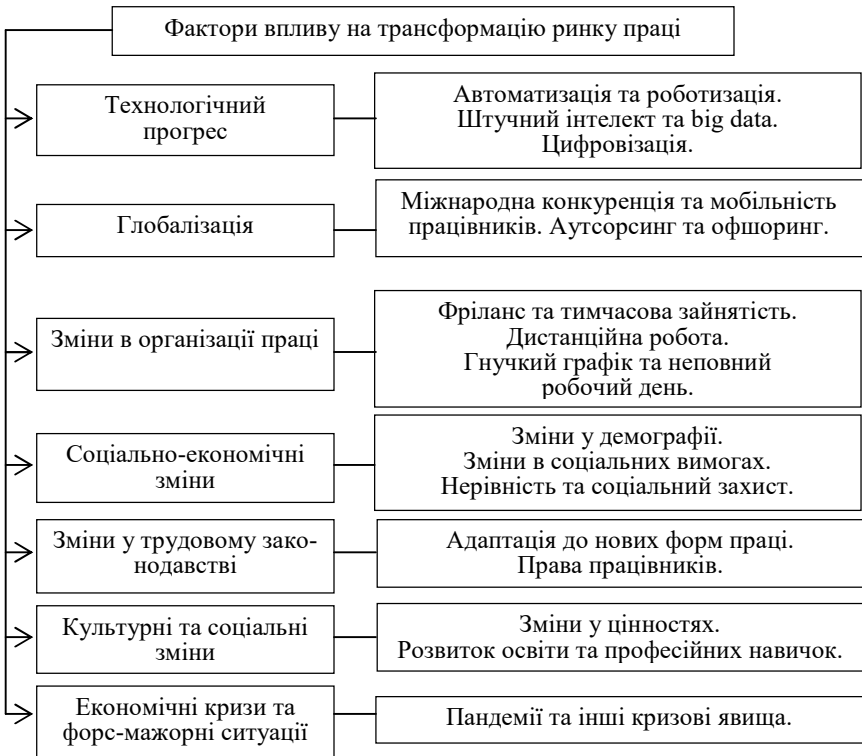 Фактори впливу на трансформацію ринку праці
Технологічний
прогрес
Автоматизація та роботизація.
Штучний інтелект та big data.
Цифровізація.
Глобалізація
Міжнародна конкуренція та мобільність
працівників. Аутсорсинг та офшоринг.
Зміни в організації праці
Фріланс та тимчасова зайнятість.
Дистанційна робота.
Гнучкий графік та неповний
робочий день.
Соціально-економічні
зміни
Зміни у демографії.
Зміни в соціальних вимогах.
Нерівність та соціальний захист.
Зміни у трудовому зако-
нодавстві
Адаптація до нових форм праці.
Права працівників.
Культурні та соціальні
зміни
Зміни у цінностях.
Розвиток освіти та професійних навичок.
Економічні кризи та
форс-мажорні ситуації
Пандемії та інші кризові явища.